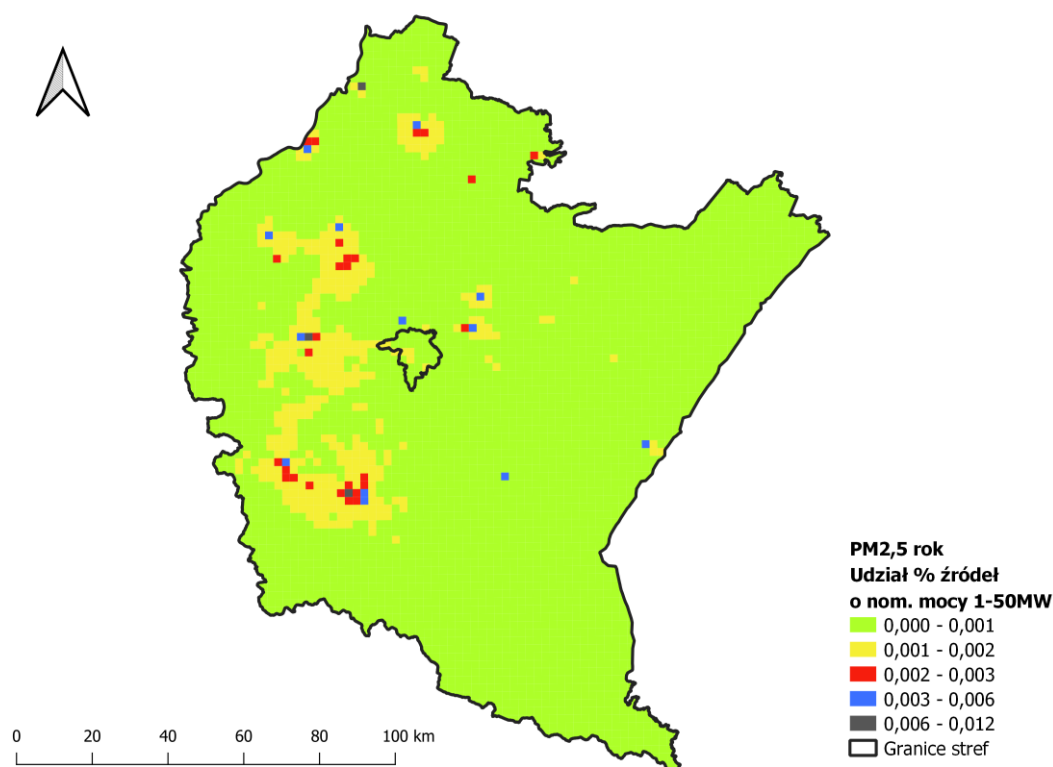 PM2,5 rok
Udział % źródeł
o nom. mocy 1-50MW
0,000 - 0,001
0,001 - 0,002
0,002 - 0,003
0,003 - 0,006
0,006 - 0,012
Granice stref
0 20 40 60 80 100 km